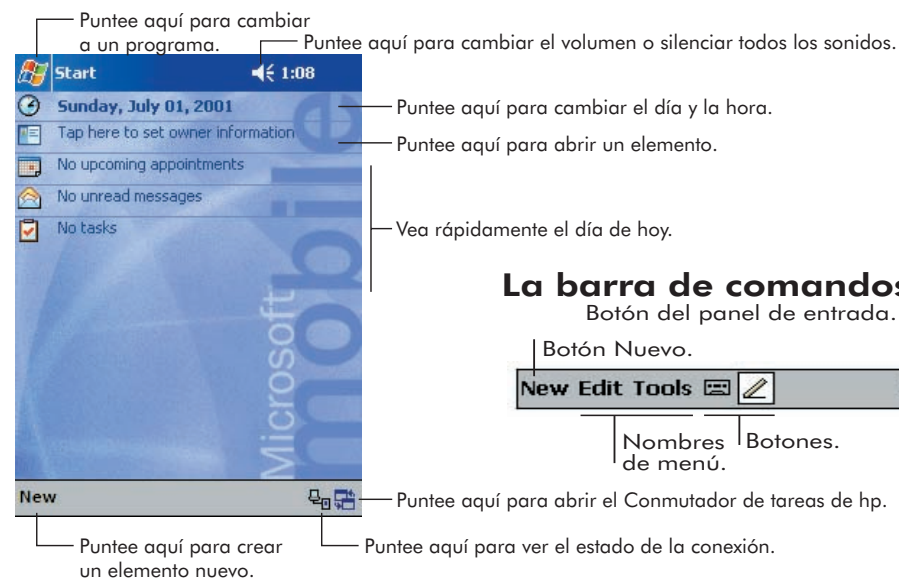 Puntee aquí para cambiar
a un programa.
Puntee aquí para cambiar el volumen o silenciar todos los sonidos.
Start
1:08
Sunday, July 01, 2001
Puntee aquí para cambiar el día y la hora.
Tap here to set owner information
Puntee aquí para abrir un elemento.
No upcoming appointments
No unread messages
No tasks
Vea rápidamente el día de hoy.
Microsoft
mobile
La barra de comandos
Botón del panel de entrada.
Botón Nuevo.
New Edit Tools
Nombres
de menú.
Botones.
New
Puntee aquí para abrir el Conmutador de tareas de hp.
Puntee aquí para crear
un elemento nuevo.
Puntee aquí para ver el estado de la conexión.